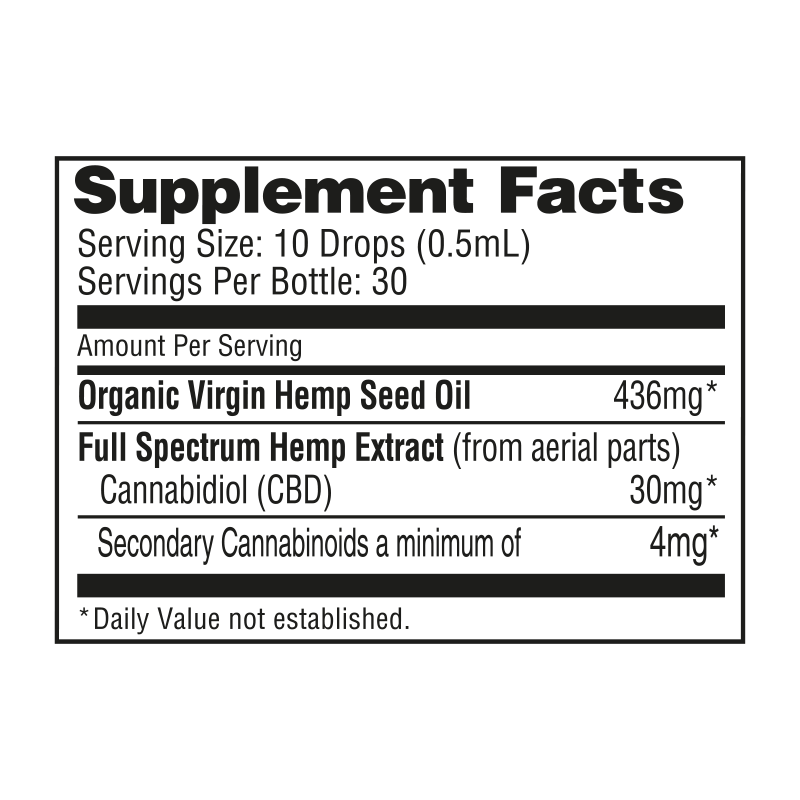 Supplement Facts
Serving Size: 10 Drops (0.5mL)
Servings Per Bottle: 30
Amount Per Serving
Organic Virgin Hemp Seed Oil 436mg*
Full Spectrum Hemp Extract (from aerial parts)
Cannabidiol (CBD) 30mg*
Secondary Cannabinoids a minimum of 4mg*
*Daily Value not established.